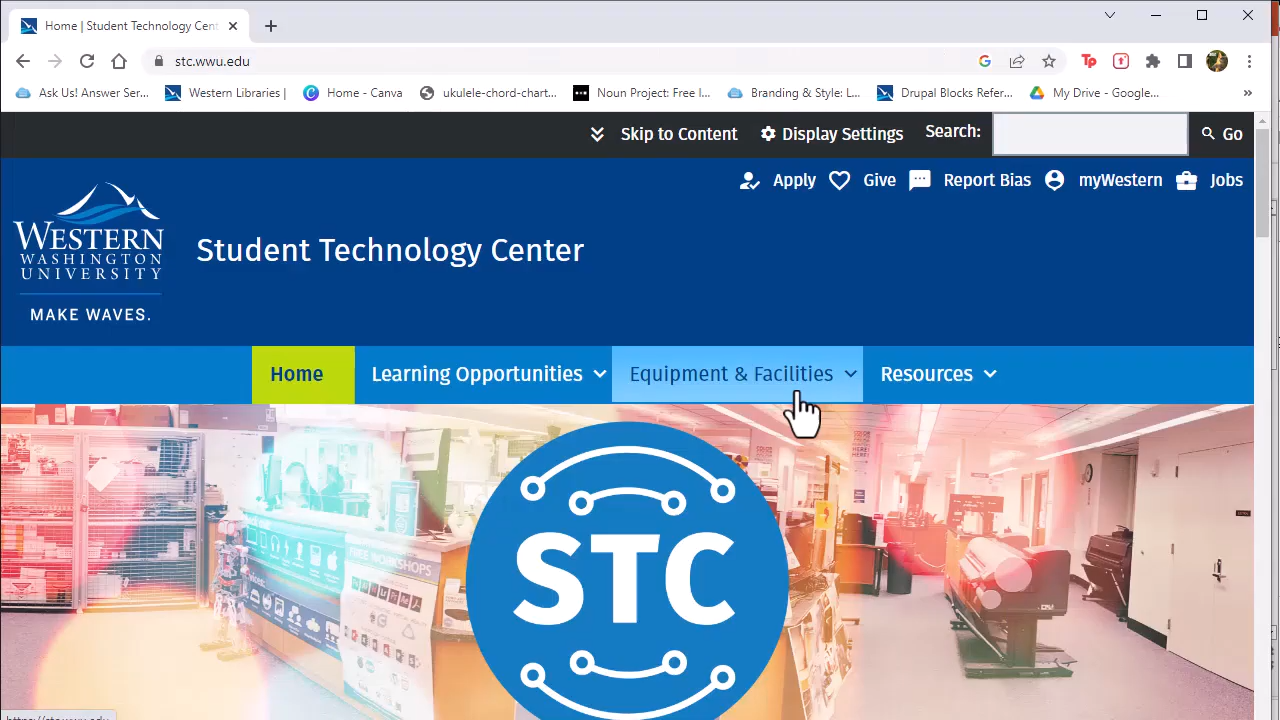 Home | Student Technology Cent
stc.wwu.edu
Ask Us! Answer Ser...
Western Libraries |
Home - Canva
ukulele-chord-chart...
Noun Project: Free I...
Branding & Style: L...
Drupal Blocks Refer...
My Drive - Google...
Skip to Content
Display Settings
Search:
Go
Apply
Give
Report Bias
myWestern
Jobs
WESTERN
WASHINGTON
UNIVERSITY
MAKE WAVES.
Student Technology Center
Home
Learning Opportunities
Equipment & Facilities
Resources
FREE WORKSHOPS
STC